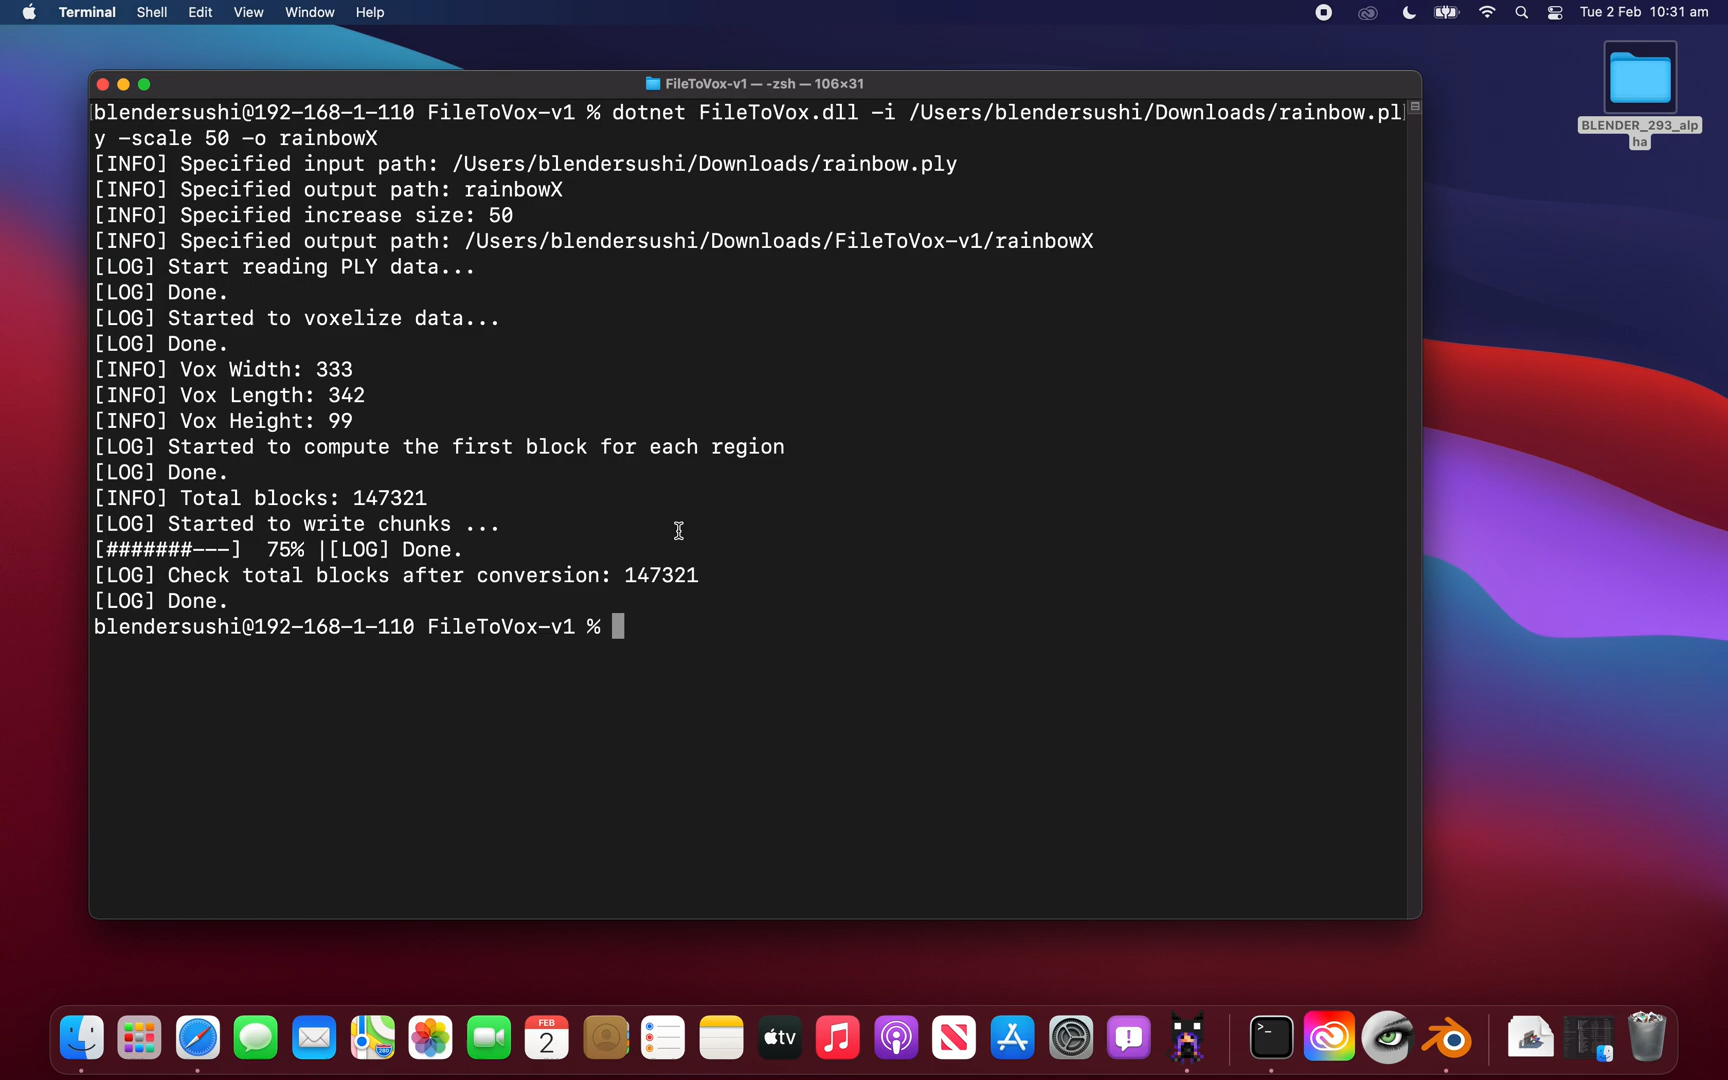 Terminal Shell Edit View Window Help Tue 2 Feb 10:31 am
FileToVox-v1 — -zsh — 106×31
blendersushi@192-168-1-110 FileToVox-v1 % dotnet FileToVox.dll -i /Users/blendersushi/Downloads/rainbow.pl
y -scale 50 -o rainbowX
[INFO] Specified input path: /Users/blendersushi/Downloads/rainbow.ply
[INFO] Specified output path: rainbowX
[INFO] Specified increase size: 50
[INFO] Specified output path: /Users/blendersushi/Downloads/FileToVox-v1/rainbowX
[LOG] Start reading PLY data...
[LOG] Done.
[LOG] Started to voxelize data...
[LOG] Done.
[INFO] Vox Width: 333
[INFO] Vox Length: 342
[INFO] Vox Height: 99
[LOG] Started to compute the first block for each region
[LOG] Done.
[INFO] Total blocks: 147321
[LOG] Started to write chunks ...
[#######---]  75% |[LOG] Done.
[LOG] Check total blocks after conversion: 147321
[LOG] Done.
blendersushi@192-168-1-110 FileToVox-v1 %
BLENDER_293_alp
ha
FEB
2
tv